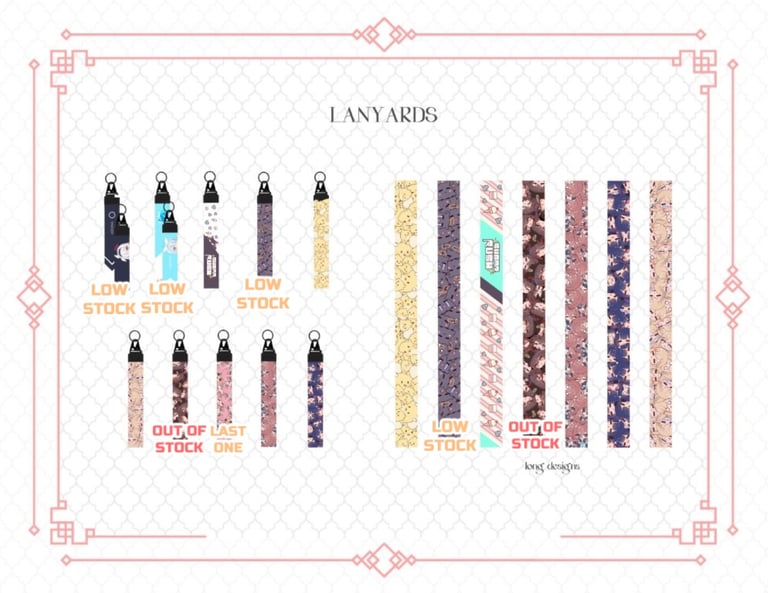 LANYARDS
LOW
STOCK
LOW
STOCK
LOW
STOCK
OUT OF
STOCK
LAST
ONE
LOW
STOCK
OUT OF
STOCK
long designs